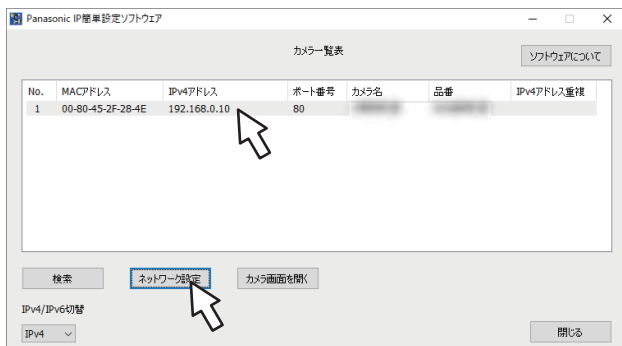 Panasonic IP簡単設定ソフトウェア
カメラ一覧表
ソフトウェアについて
No. MACアドレス IPv4アドレス ポート番号 カメラ名 品番 IPv4アドレス重複
1 00-80-45-2F-28-4E 192.168.0.10 80
検索 ネットワーク設定 カメラ画面を開く
IPv4/IPv6切替
IPv4 閉じる